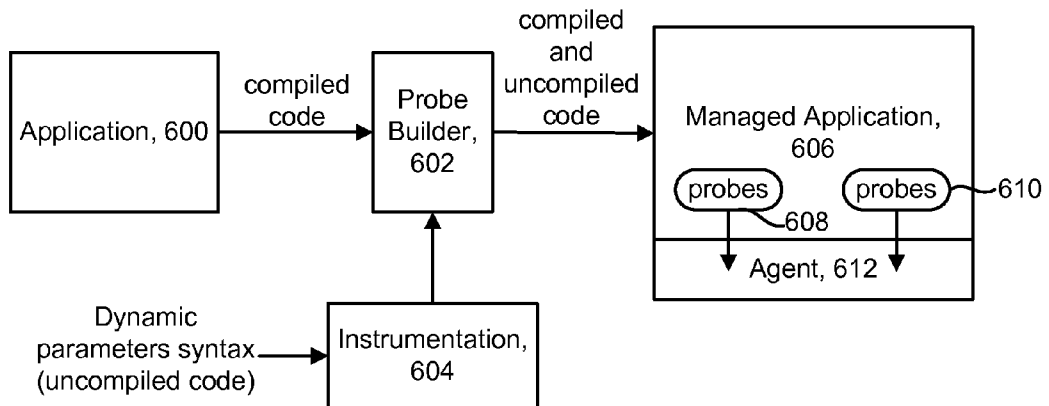 Application, 600
compiled
code
Probe
Builder,
602
compiled
and
uncompiled
code
Managed Application,
606
probes
608
probes
610
Agent, 612
Dynamic
parameters syntax
(uncompiled code)
Instrumentation,
604